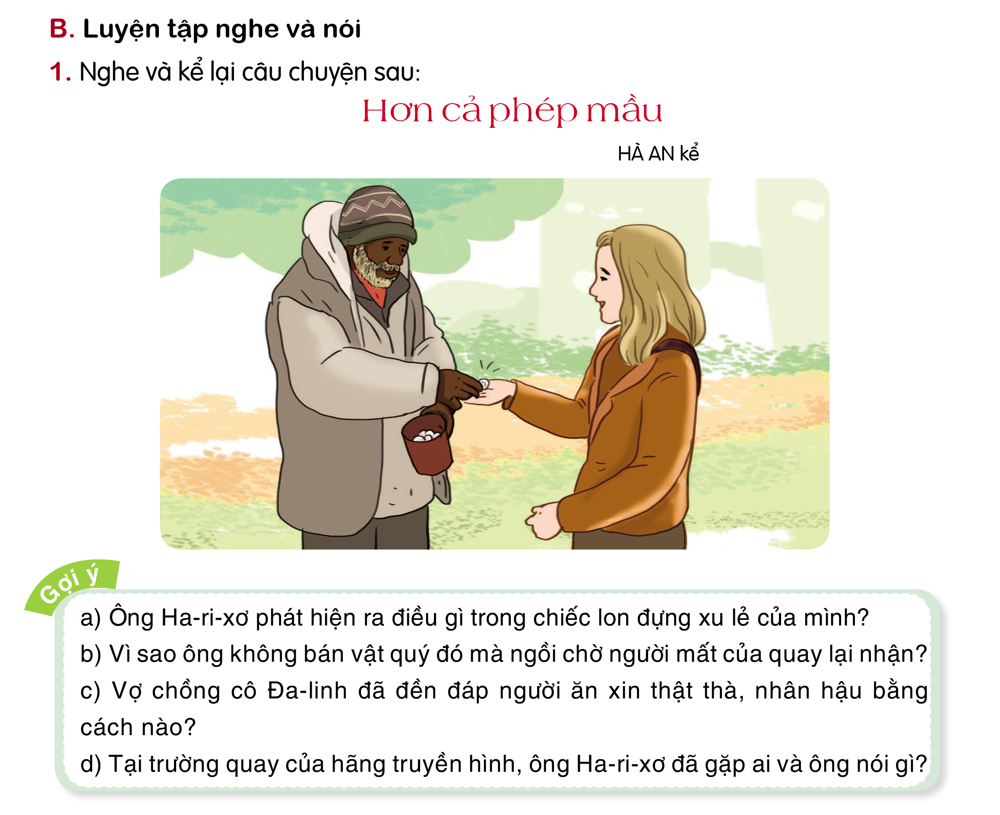 B. Luyện tập nghe và nói
1. Nghe và kể lại câu chuyện sau:
Hơn cả phép mầu
HÀ AN kể
Gợi ý
a) Ông Ha-ri-xơ phát hiện ra điều gì trong chiếc lon đựng xu lẻ của mình?
b) Vì sao ông không bán vật quý đó mà ngồi chờ người mất của quay lại nhận?
c) Vợ chồng cô Đa-linh đã đền đáp người ăn xin thật thà, nhân hậu bằng
cách nào?
d) Tại trường quay của hãng truyền hình, ông Ha-ri-xơ đã gặp ai và ông nói gì?